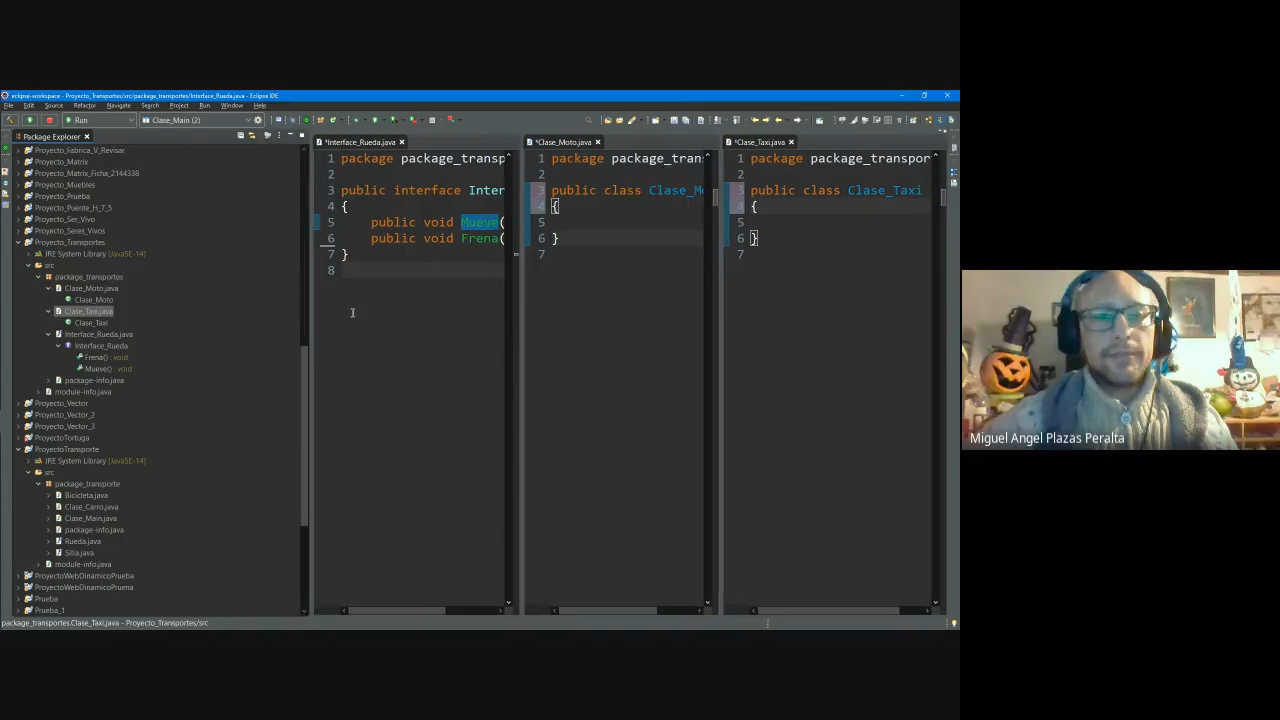 eclipse-workspace - Proyecto_Transportes/src/package_transportes/Interface_Rueda.java - Eclipse IDE
File Edit Source Refactor Navigate Search Project Run Window Help
Run
Clase_Main (2)
Package Explorer
Proyecto_Fabrica_V_Revisar
Proyecto_Matrix
Proyecto_Matrix_Ficha_2144338
Proyecto_Muebles
Proyecto_Prueba
Proyecto_Puente_H_7_5
Proyecto_Ser_Vivo
Proyecto_Seres_Vivos
Proyecto_Transportes
JRE System Library [JavaSE-14]
src
package_transportes
Clase_Moto.java
Clase_Moto
Clase_Taxi.java
Clase_Taxi
Interface_Rueda.java
Interface_Rueda
Frena() : void
Mueve() : void
package-info.java
module-info.java
Proyecto_Vector
Proyecto_Vector_2
Proyecto_Vector_3
ProyectoTortuga
ProyectoTransporte
JRE System Library [JavaSE-14]
src
package_transporte
Bicicleta.java
Clase_Carro.java
Clase_Main.java
package-info.java
Rueda.java
Silla.java
module-info.java
ProyectoWebDinamicoPrueba
ProyectoWebDinamicoPruena
Prueba
Prueba_1
*Interface_Rueda.java
1 package package_transp
2
3 public interface Inter
4 {
5 public void Mueve(
6 public void Frena(
7 }
8
*Clase_Moto.java
1 package package_tran
2
3 public class Clase_M
4 {
5
6 }
7
*Clase_Taxi.java
1 package package_transpor
2
3 public class Clase_Taxi
4 {
5
6 }
7
package_transportes.Clase_Taxi.java - Proyecto_Transportes/src
Miguel Angel Plazas Peralta